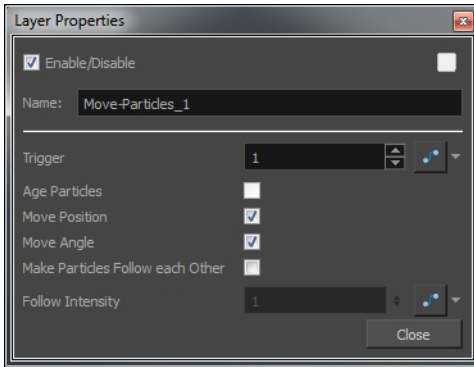 Layer Properties
x
Enable/Disable
Name: Move-Particles_1
Trigger 1
Age Particles
Move Position
Move Angle
Make Particles Follow each Other
Follow Intensity 1
Close